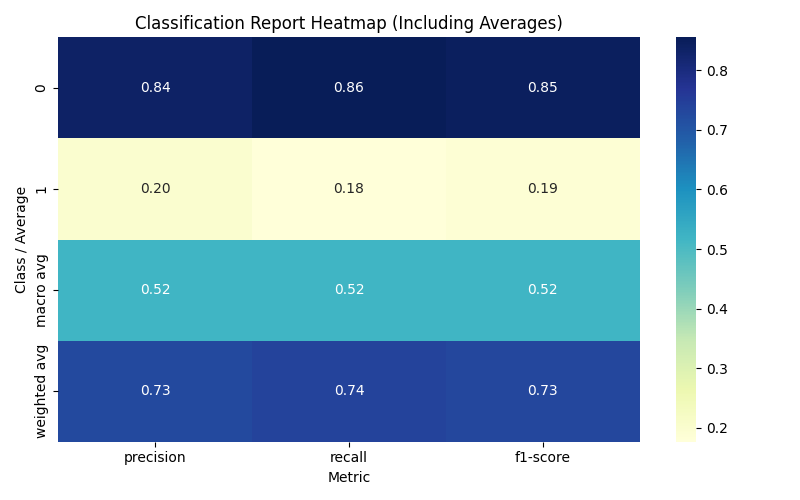 Classification Report Heatmap (Including Averages)
Class / Average
0
0.84 0.86 0.85
1
0.20 0.18 0.19
macro avg
0.52 0.52 0.52
weighted avg
0.73 0.74 0.73
precision recall f1-score
Metric
0.8
0.7
0.6
0.5
0.4
0.3
0.2